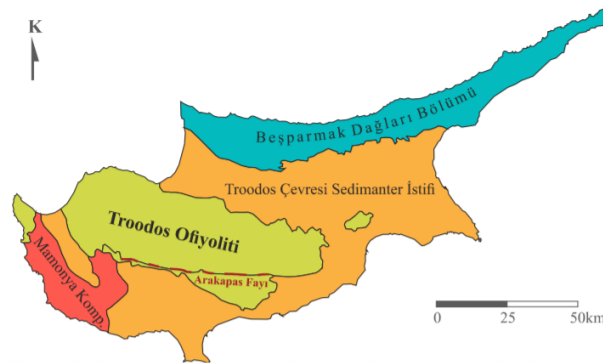 K
Beşparmak Dağları Bölümü
Troodos Çevresi Sedimanter İstifi
Troodos Ofiyoliti
Mamonya Komp.
Arakapas Fayı
0 25 50km